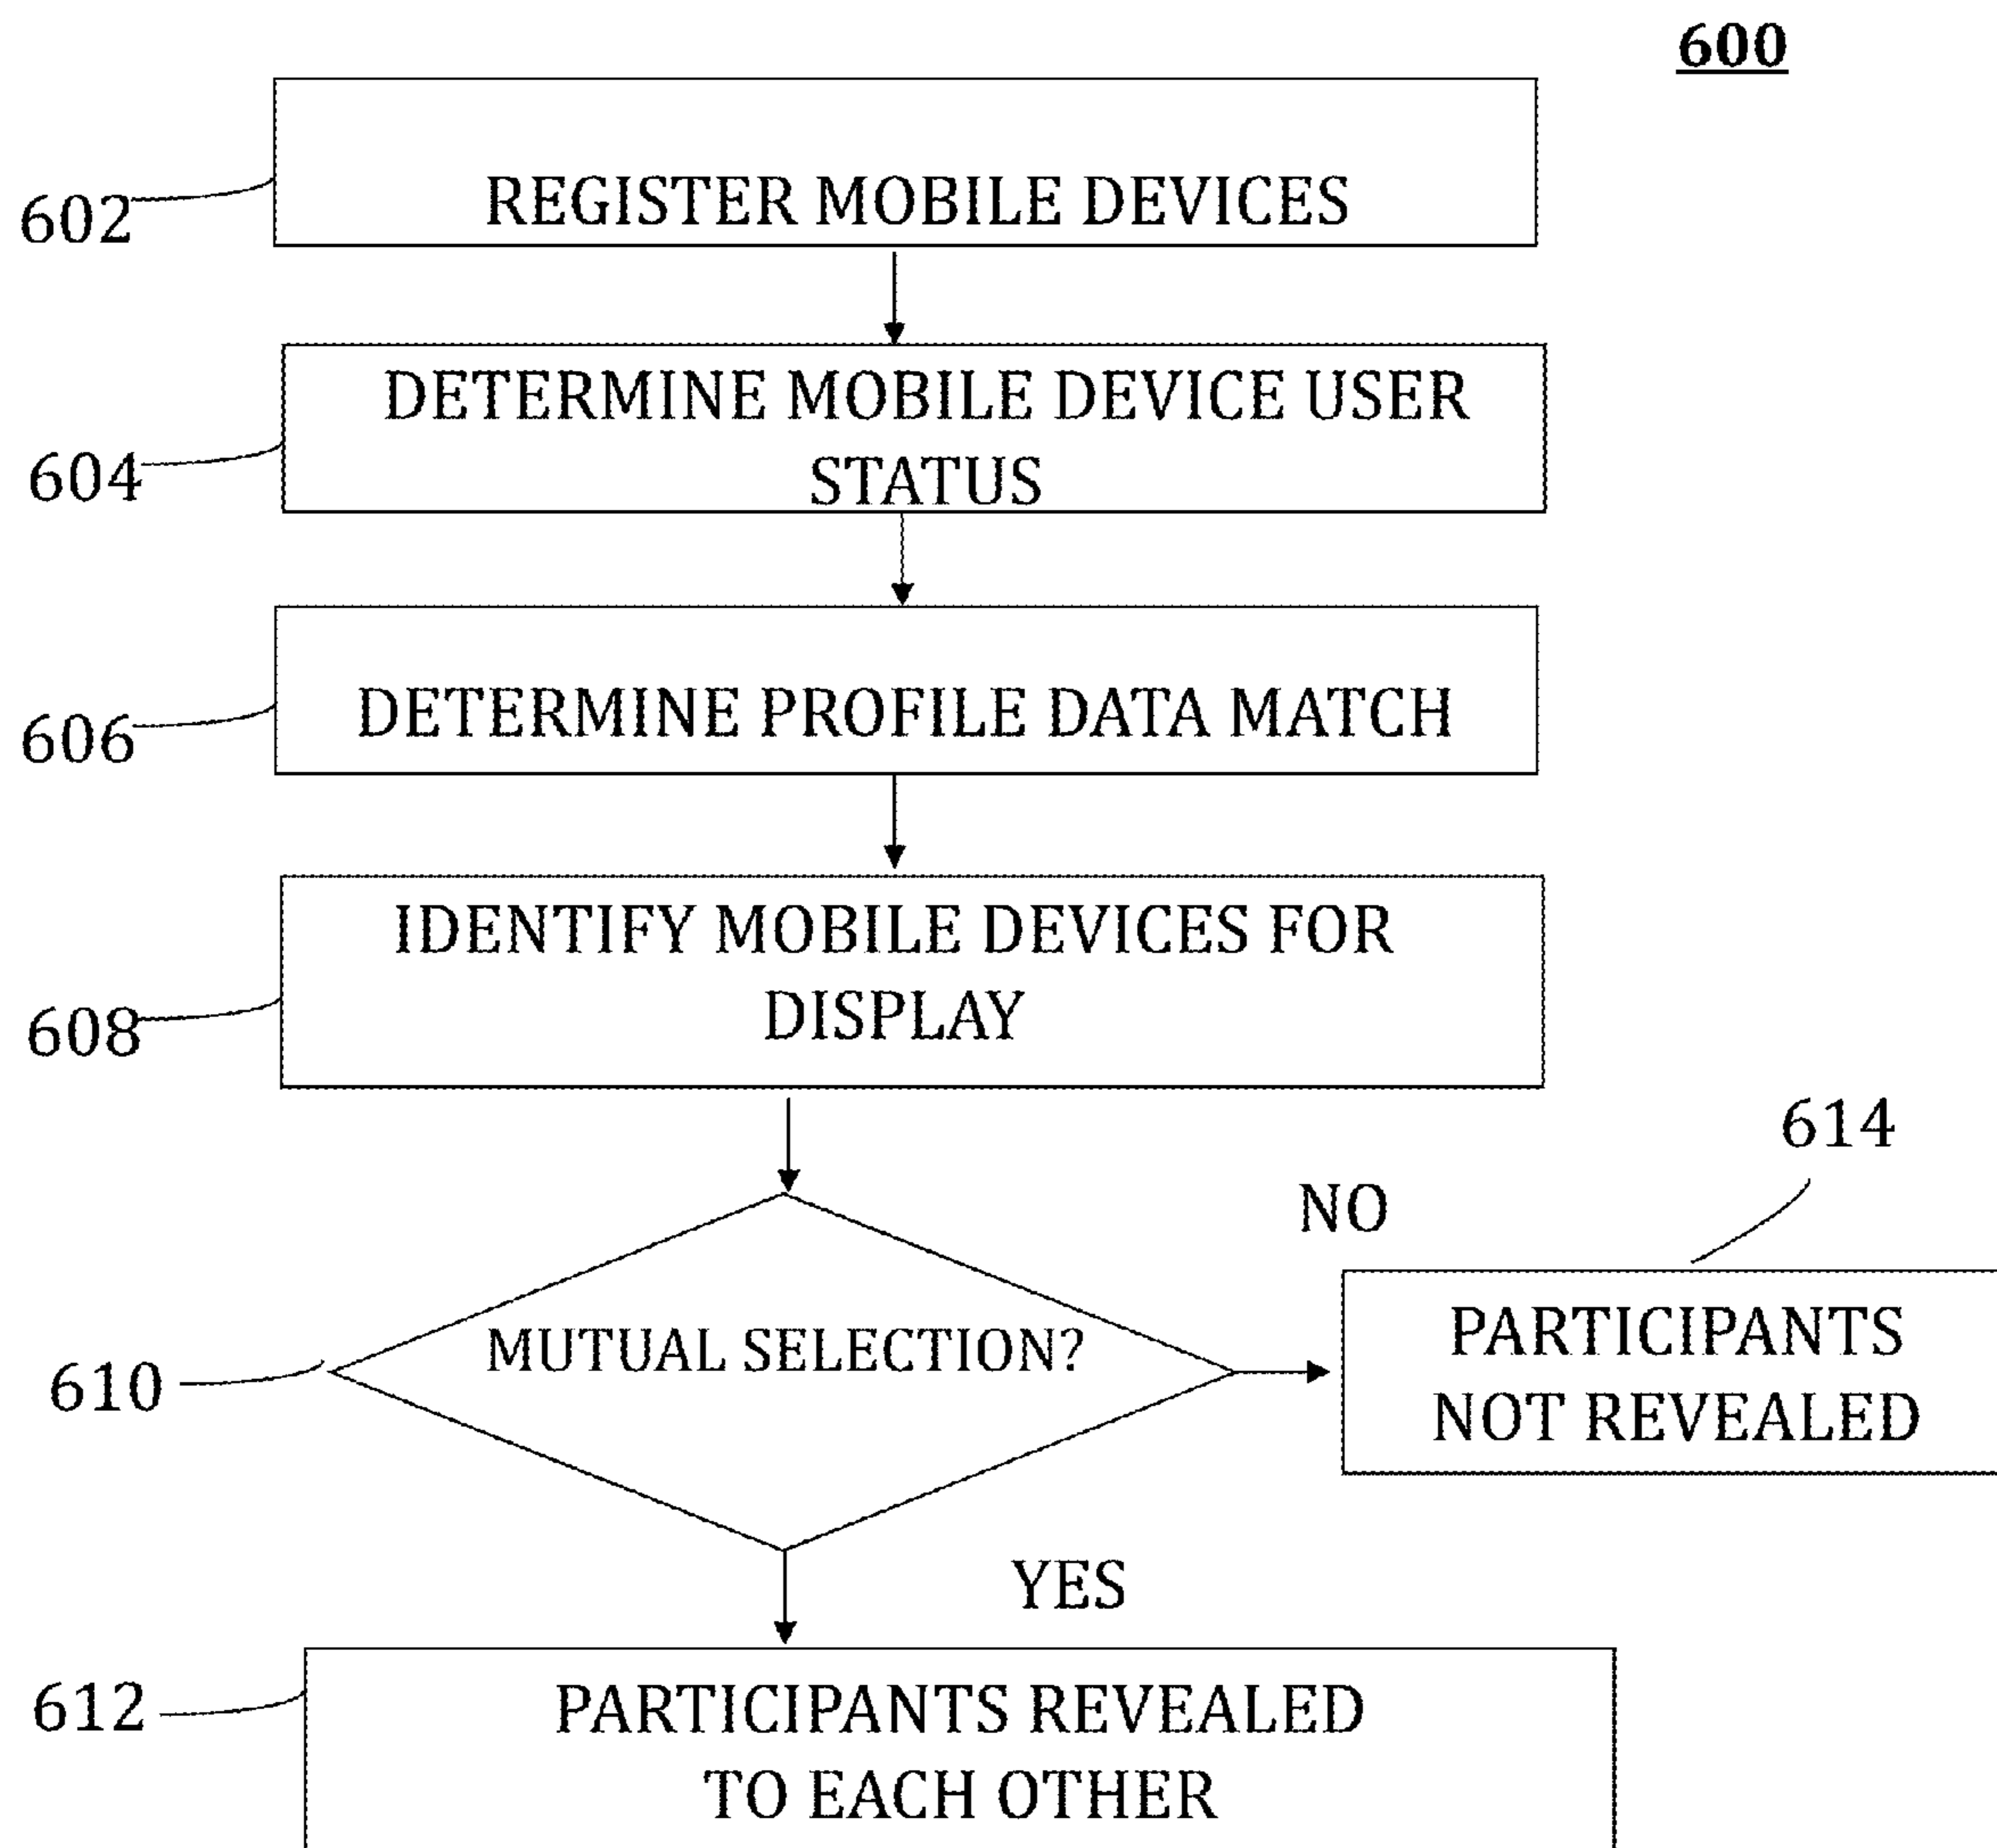 600
REGISTER MOBILE DEVICES
602
DETERMINE MOBILE DEVICE USER
STATUS
604
DETERMINE PROFILE DATA MATCH
606
IDENTIFY MOBILE DEVICES FOR
DISPLAY
608
MUTUAL SELECTION?
610
NO
614
PARTICIPANTS
NOT REVEALED
YES
612
PARTICIPANTS REVEALED
TO EACH OTHER